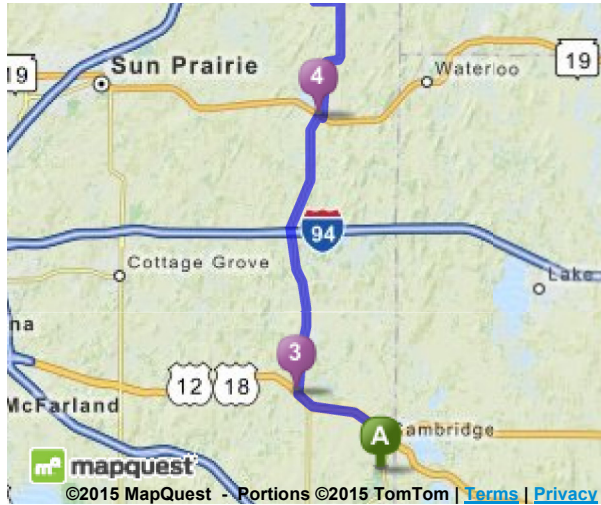 19
Sun Prairie
4
Waterloo
19
94
Cottage Grove
Lake
na
3
12
18
McFarland
A
ambridge
mapquest
©2015 MapQuest - Portions ©2015 TomTom | Terms | Privacy